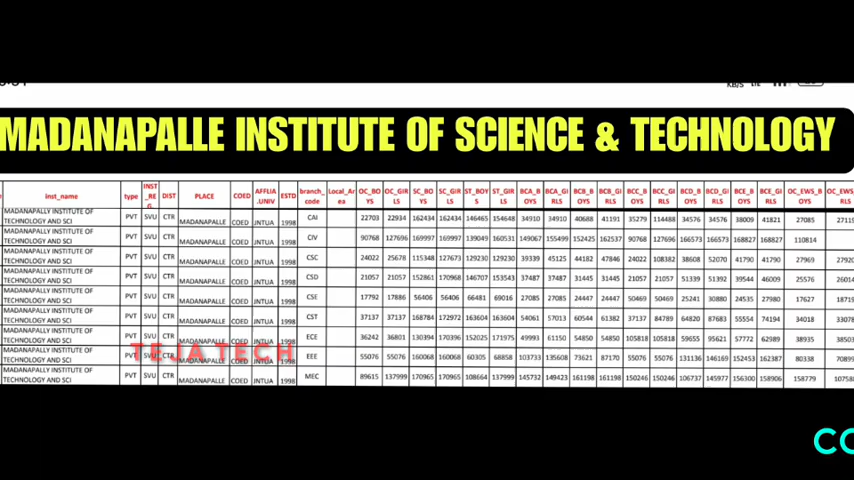 KB/S LTE
MADANAPALLE INSTITUTE OF SCIENCE & TECHNOLOGY
inst_name type INST_REG. DIST PLACE COED AFFLIA.UNIV ESTD branch_code Local_Area OC_BOYS OC_GIRLS SC_BOYS SC_GIRLS ST_BOYS ST_GIRLS BCA_BOYS BCA_GIRLS BCB_BOYS BCB_GIRLS BCC_BOYS BCC_GIRLS BCD_BOYS BCD_GIRLS BCE_BOYS BCE_GIRLS OC_EWS_BOYS OC_EWS_
MADANAPALLY INSTITUTE OF TECHNOLOGY AND SCI PVT SVU CTR MADANAPALLE COED JNTUA 1998 CAI 22703 22934 162434 162434 146465 154648 34910 34910 40688 41191 35279 114488 34576 34576 38009 41821 27085 27115
MADANAPALLY INSTITUTE OF TECHNOLOGY AND SCI PVT SVU CTR MADANAPALLE COED JNTUA 1998 CIV 90768 127696 169997 169997 139049 160531 149067 155499 152425 162537 90768 127696 166573 166573 168827 168827 110814
MADANAPALLY INSTITUTE OF TECHNOLOGY AND SCI PVT SVU CTR MADANAPALLE COED JNTUA 1998 CSC 24022 25678 115348 127673 129230 129230 39339 45125 44182 47846 24022 108382 38608 52070 41790 41790 27969 27920
MADANAPALLY INSTITUTE OF TECHNOLOGY AND SCI PVT SVU CTR MADANAPALLE COED JNTUA 1998 CSD 21057 21057 152861 170968 146707 153543 37487 37487 31445 31445 21057 21057 51339 51391 39544 46009 25576 26014
MADANAPALLY INSTITUTE OF TECHNOLOGY AND SCI PVT SVU CTR MADANAPALLE COED JNTUA 1998 CSE 17792 17886 56406 56406 66481 69016 27085 27085 24447 24447 50469 50469 25241 30880 24535 27980 17627 18719
MADANAPALLY INSTITUTE OF TECHNOLOGY AND SCI PVT SVU CTR MADANAPALLE COED JNTUA 1998 CST 37137 37137 168784 172972 163604 163604 54061 57013 60544 61382 37137 84789 64820 87683 55554 74194 34018 33078
MADANAPALLY INSTITUTE OF TECHNOLOGY AND SCI PVT SVU CTR MADANAPALLE COED JNTUA 1998 ECE 36242 36801 130394 170396 152025 171975 49993 61150 54850 54850 105818 105818 59655 95621 57772 62989 38935 38503
MADANAPALLY INSTITUTE OF TECHNOLOGY AND SCI PVT SVU CTR MADANAPALLE COED JNTUA 1998 EEE 55076 55076 160068 160068 60305 68858 103733 135608 73621 87170 55076 55076 131136 146169 152453 162387 80338 70899
MADANAPALLY INSTITUTE OF TECHNOLOGY AND SCI PVT SVU CTR MADANAPALLE COED JNTUA 1998 MEC 89615 137999 170965 170965 108664 137999 145732 149423 161198 161198 150246 150246 106737 145977 156300 158906 158779 107588
TEJA TECH
CO